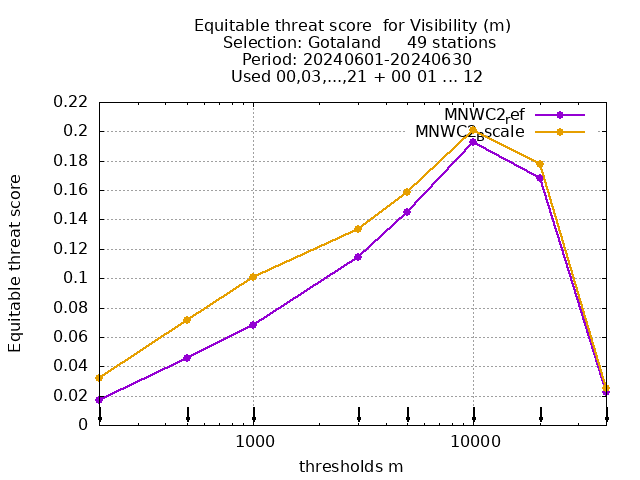 Equitable threat score  for Visibility (m)
Selection: Gotaland     49 stations
Period: 20240601-20240630
Used 00,03,...,21 + 00 01 ... 12
MNWC2ref
MNWC2Bscale
0.22
0.2
0.18
0.16
0.14
0.12
0.1
0.08
0.06
0.04
0.02
0
Equitable threat score
1000
10000
thresholds m